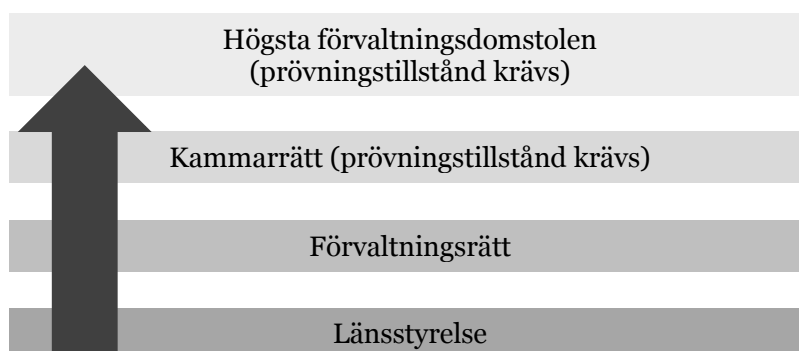 Högsta förvaltningsdomstolen
(prövningstillstånd krävs)
Kammarrätt (prövningstillstånd krävs)
Förvaltningsrätt
Länsstyrelse